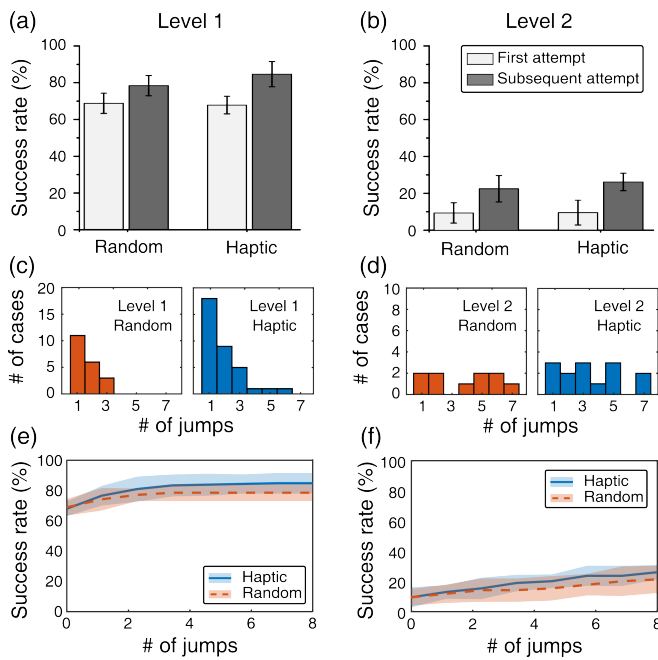 (a)
Level 1
Success rate (%)
100
80
60
40
20
0
Random
Haptic
(b)
Level 2
Success rate (%)
100
80
60
40
20
0
First attempt
Subsequent attempt
Random
Haptic
(c)
# of cases
20
15
10
5
0
Level 1
Random
Level 1
Haptic
1 3 5 7
1 3 5 7
# of jumps
(d)
# of cases
10
8
6
4
2
0
Level 2
Random
Level 2
Haptic
1 3 5 7
1 3 5 7
# of jumps
(e)
Success rate (%)
100
80
60
40
20
0
Haptic
Random
0 2 4 6 8
# of jumps
(f)
Success rate (%)
100
80
60
40
20
0
Haptic
Random
0 2 4 6 8
# of jumps